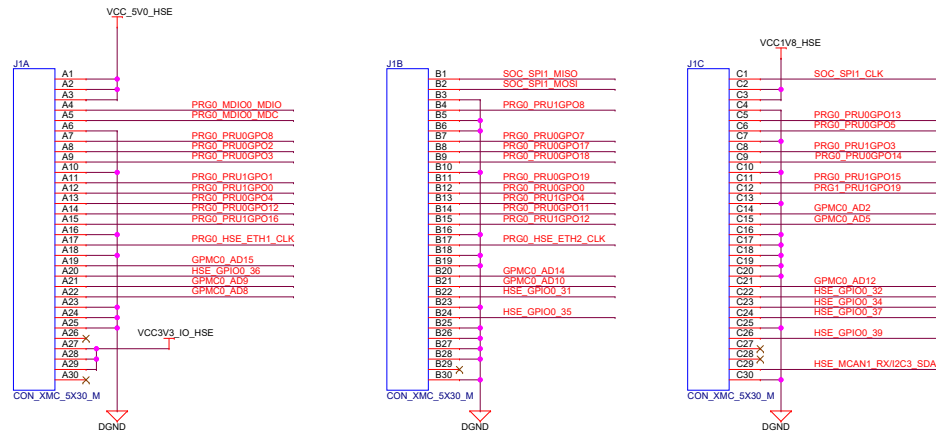 VCC_5V0_HSE
J1A
A1
A2
A3
A4 PRG0_MDIO0_MDIO
A5 PRG0_MDIO0_MDC
A6
A7 PRG0_PRU0GPO8
A8 PRG0_PRU0GPO2
A9 PRG0_PRU0GPO3
A10
A11 PRG0_PRU1GPO1
A12 PRG0_PRU1GPO0
A13 PRG0_PRU0GPO4
A14 PRG0_PRU0GPO12
A15 PRG0_PRU1GPO16
A16
A17 PRG0_HSE_ETH1_CLK
A18
A19 GPMC0_AD15
A20 HSE_GPIO0_36
A21 GPMC0_AD9
A22 GPMC0_AD8
A23
A24
A25
A26
VCC3V3_IO_HSE
A27
A28
A29
A30
CON_XMC_5X30_M
DGND
J1B
B1 SOC_SPI1_MISO
B2 SOC_SPI1_MOSI
B3
B4 PRG0_PRU1GPO8
B5
B6
B7 PRG0_PRU0GPO7
B8 PRG0_PRU0GPO17
B9 PRG0_PRU0GPO18
B10
B11 PRG0_PRU0GPO19
B12 PRG0_PRU0GPO0
B13 PRG0_PRU1GPO4
B14 PRG0_PRU0GPO11
B15 PRG0_PRU1GPO12
B16
B17 PRG0_HSE_ETH2_CLK
B18
B19
B20 GPMC0_AD14
B21 GPMC0_AD10
B22 HSE_GPIO0_31
B23
B24 HSE_GPIO0_35
B25
B26
B27
B28
B29
B30
CON_XMC_5X30_M
DGND
VCC1V8_HSE
J1C
C1 SOC_SPI1_CLK
C2
C3
C4
C5 PRG0_PRU0GPO13
C6 PRG0_PRU0GPO5
C7
C8 PRG0_PRU1GPO3
C9 PRG0_PRU0GPO14
C10
C11 PRG0_PRU1GPO15
C12 PRG1_PRU1GPO19
C13
C14 GPMC0_AD2
C15 GPMC0_AD5
C16
C17
C18
C19
C20
C21 GPMC0_AD12
C22 HSE_GPIO0_32
C23 HSE_GPIO0_34
C24 HSE_GPIO0_37
C25
C26 HSE_GPIO0_39
C27
C28
C29 HSE_MCAN1_RX/I2C3_SDA
C30
CON_XMC_5X30_M
DGND